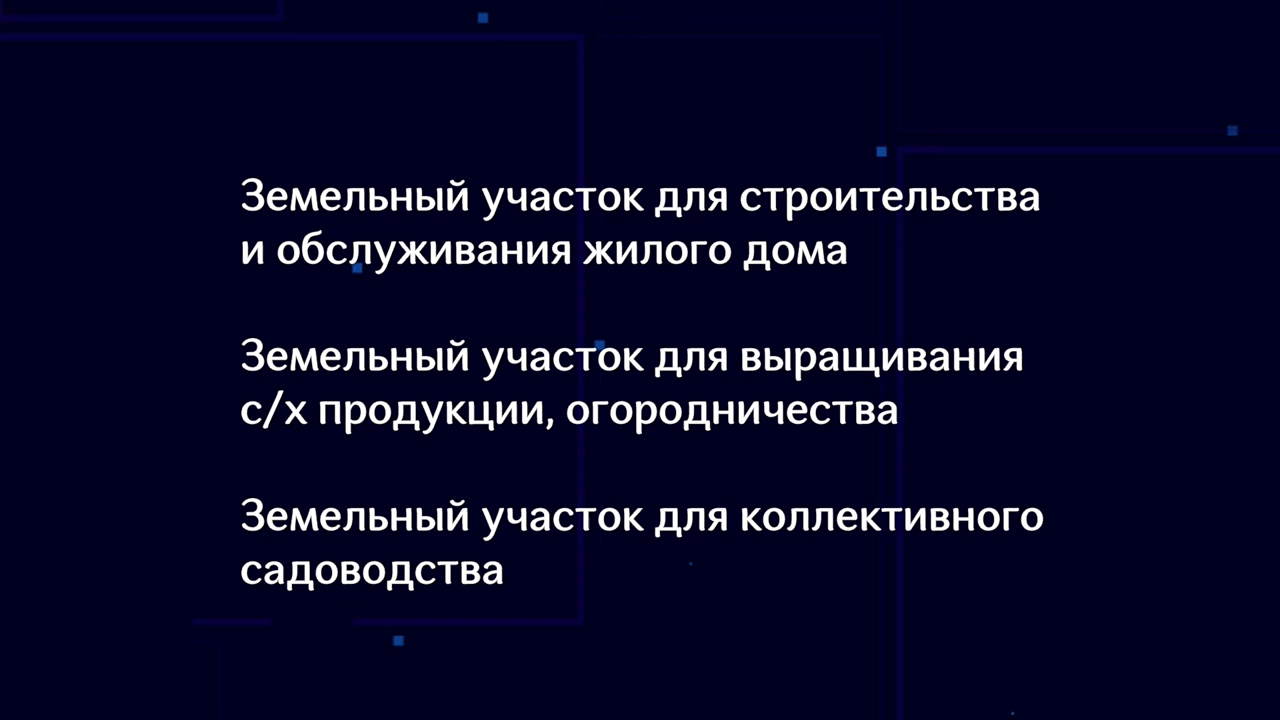 Земельный участок для строительства
и обслуживания жилого дома
Земельный участок для выращивания
с/х продукции, огородничества
Земельный участок для коллективного
садоводства